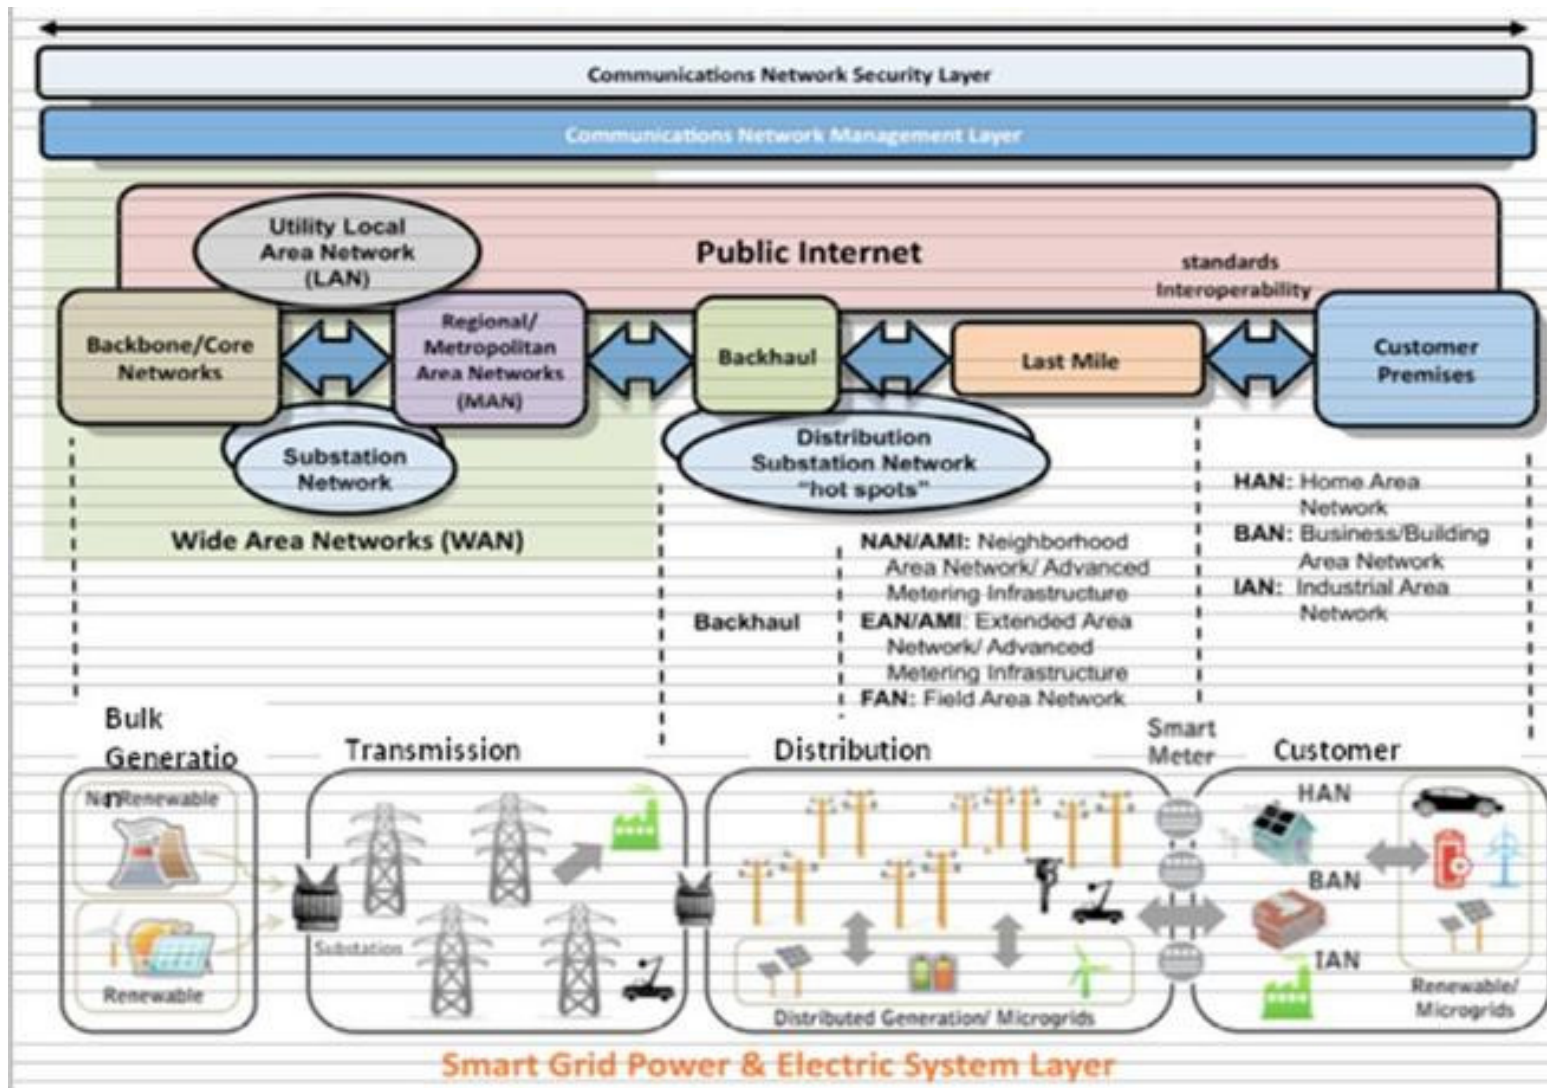 Communications Network Security Layer
Communications Network Management Layer
Utility Local
Area Network
(LAN)
Public Internet
standards
Interoperability
Backbone/Core
Networks
Regional/
Metropolitan
Area Networks
(MAN)
Backhaul
Last Mile
Customer
Premises
Substation
Network
Distribution
Substation Network
"hot spots"
Wide Area Networks (WAN)
Backhaul
NAN/AMI: Neighborhood
Area Network/ Advanced
Metering Infrastructure
EAN/AMI: Extended Area
Network/ Advanced
Metering Infrastructure
FAN: Field Area Network
HAN: Home Area
Network
BAN: Business/Building
Area Network
IAN: Industrial Area
Network
Bulk
Generatio
n
Transmission
Distribution
Smart
Meter
Customer
Renewable
Renewable
Substation
Distributed Generation/ Microgrids
HAN
BAN
IAN
Renewable/
Microgrids
Smart Grid Power & Electric System Layer